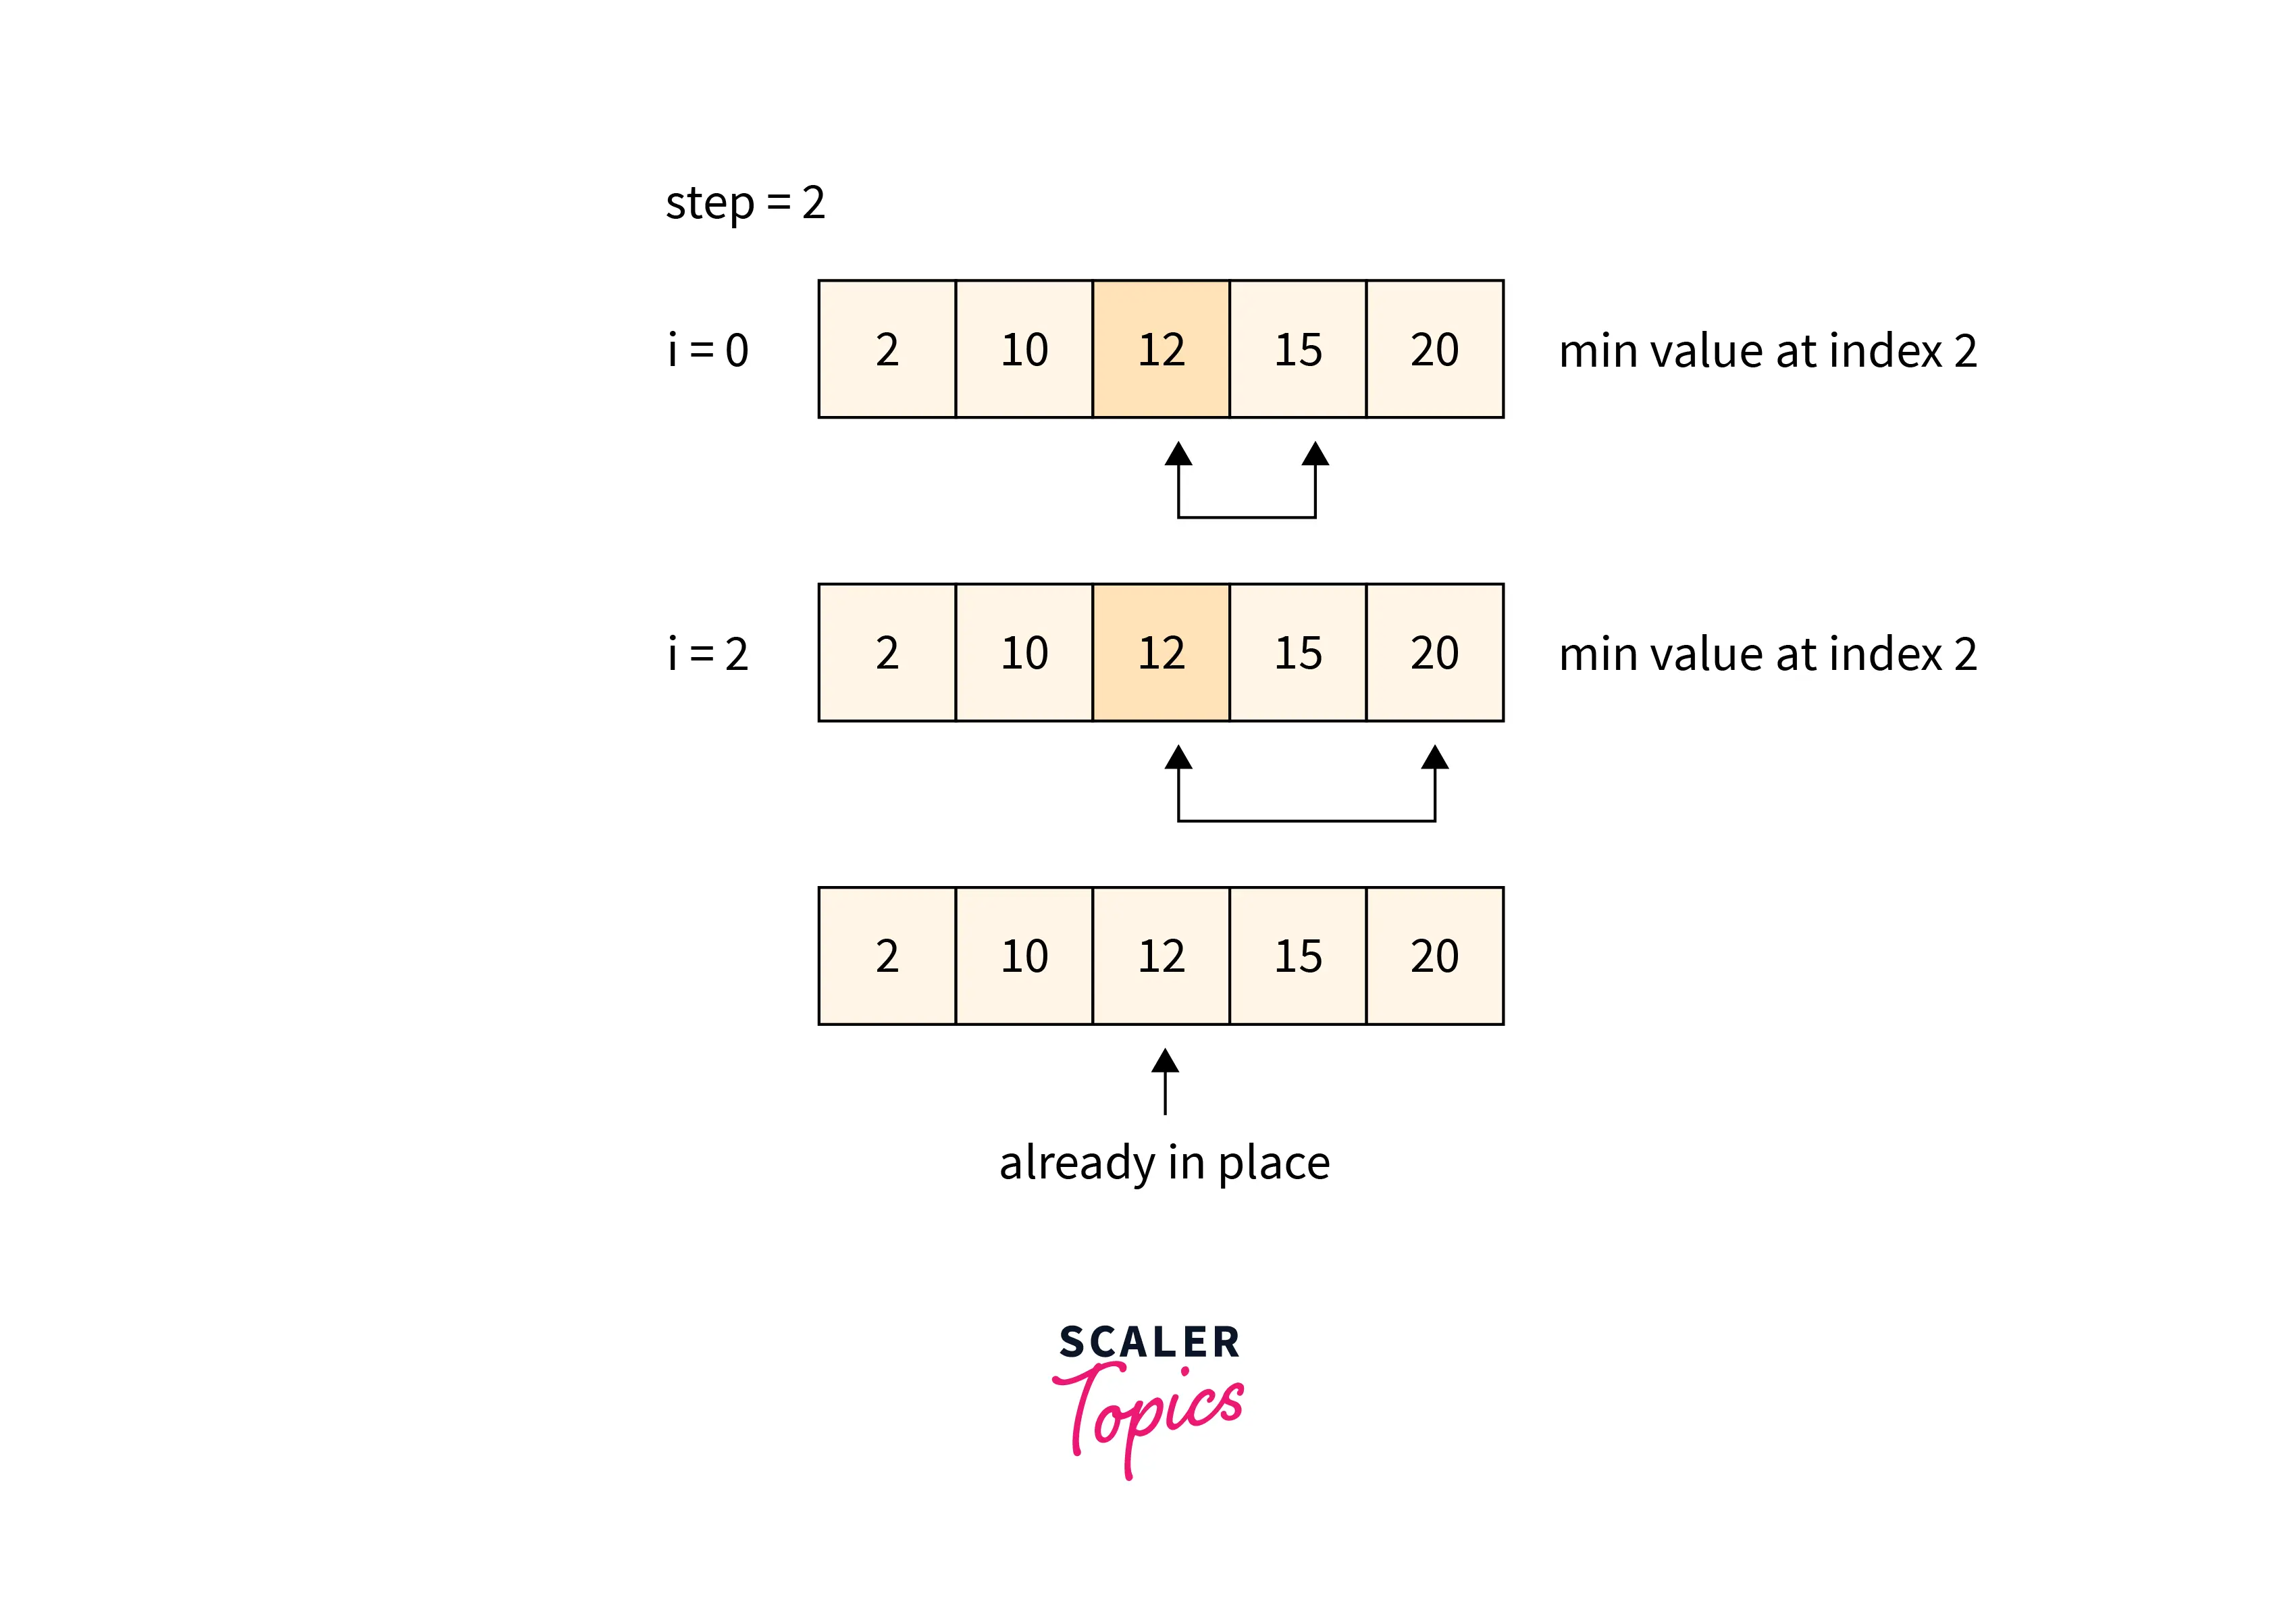 step = 2
i = 0 2 10 12 15 20 min value at index 2
i = 2 2 10 12 15 20 min value at index 2
2 10 12 15 20
already in place
SCALER
Topics